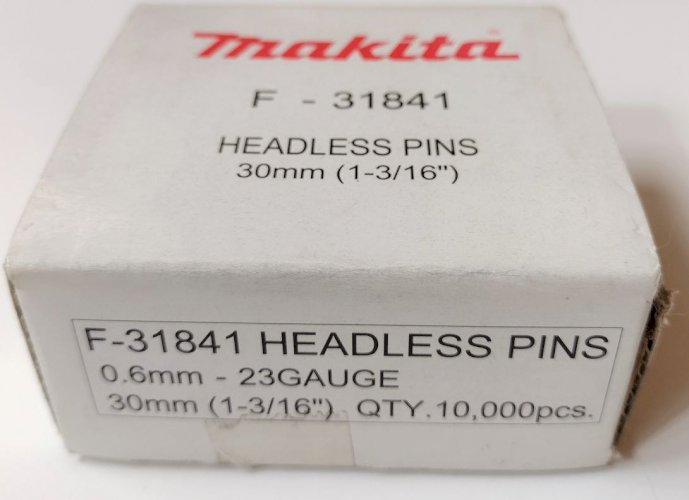 makita
F - 31841
HEADLESS PINS
30mm (1-3/16")
F-31841 HEADLESS PINS
0.6mm - 23GAUGE
30mm (1-3/16") QTY.10,000pcs.